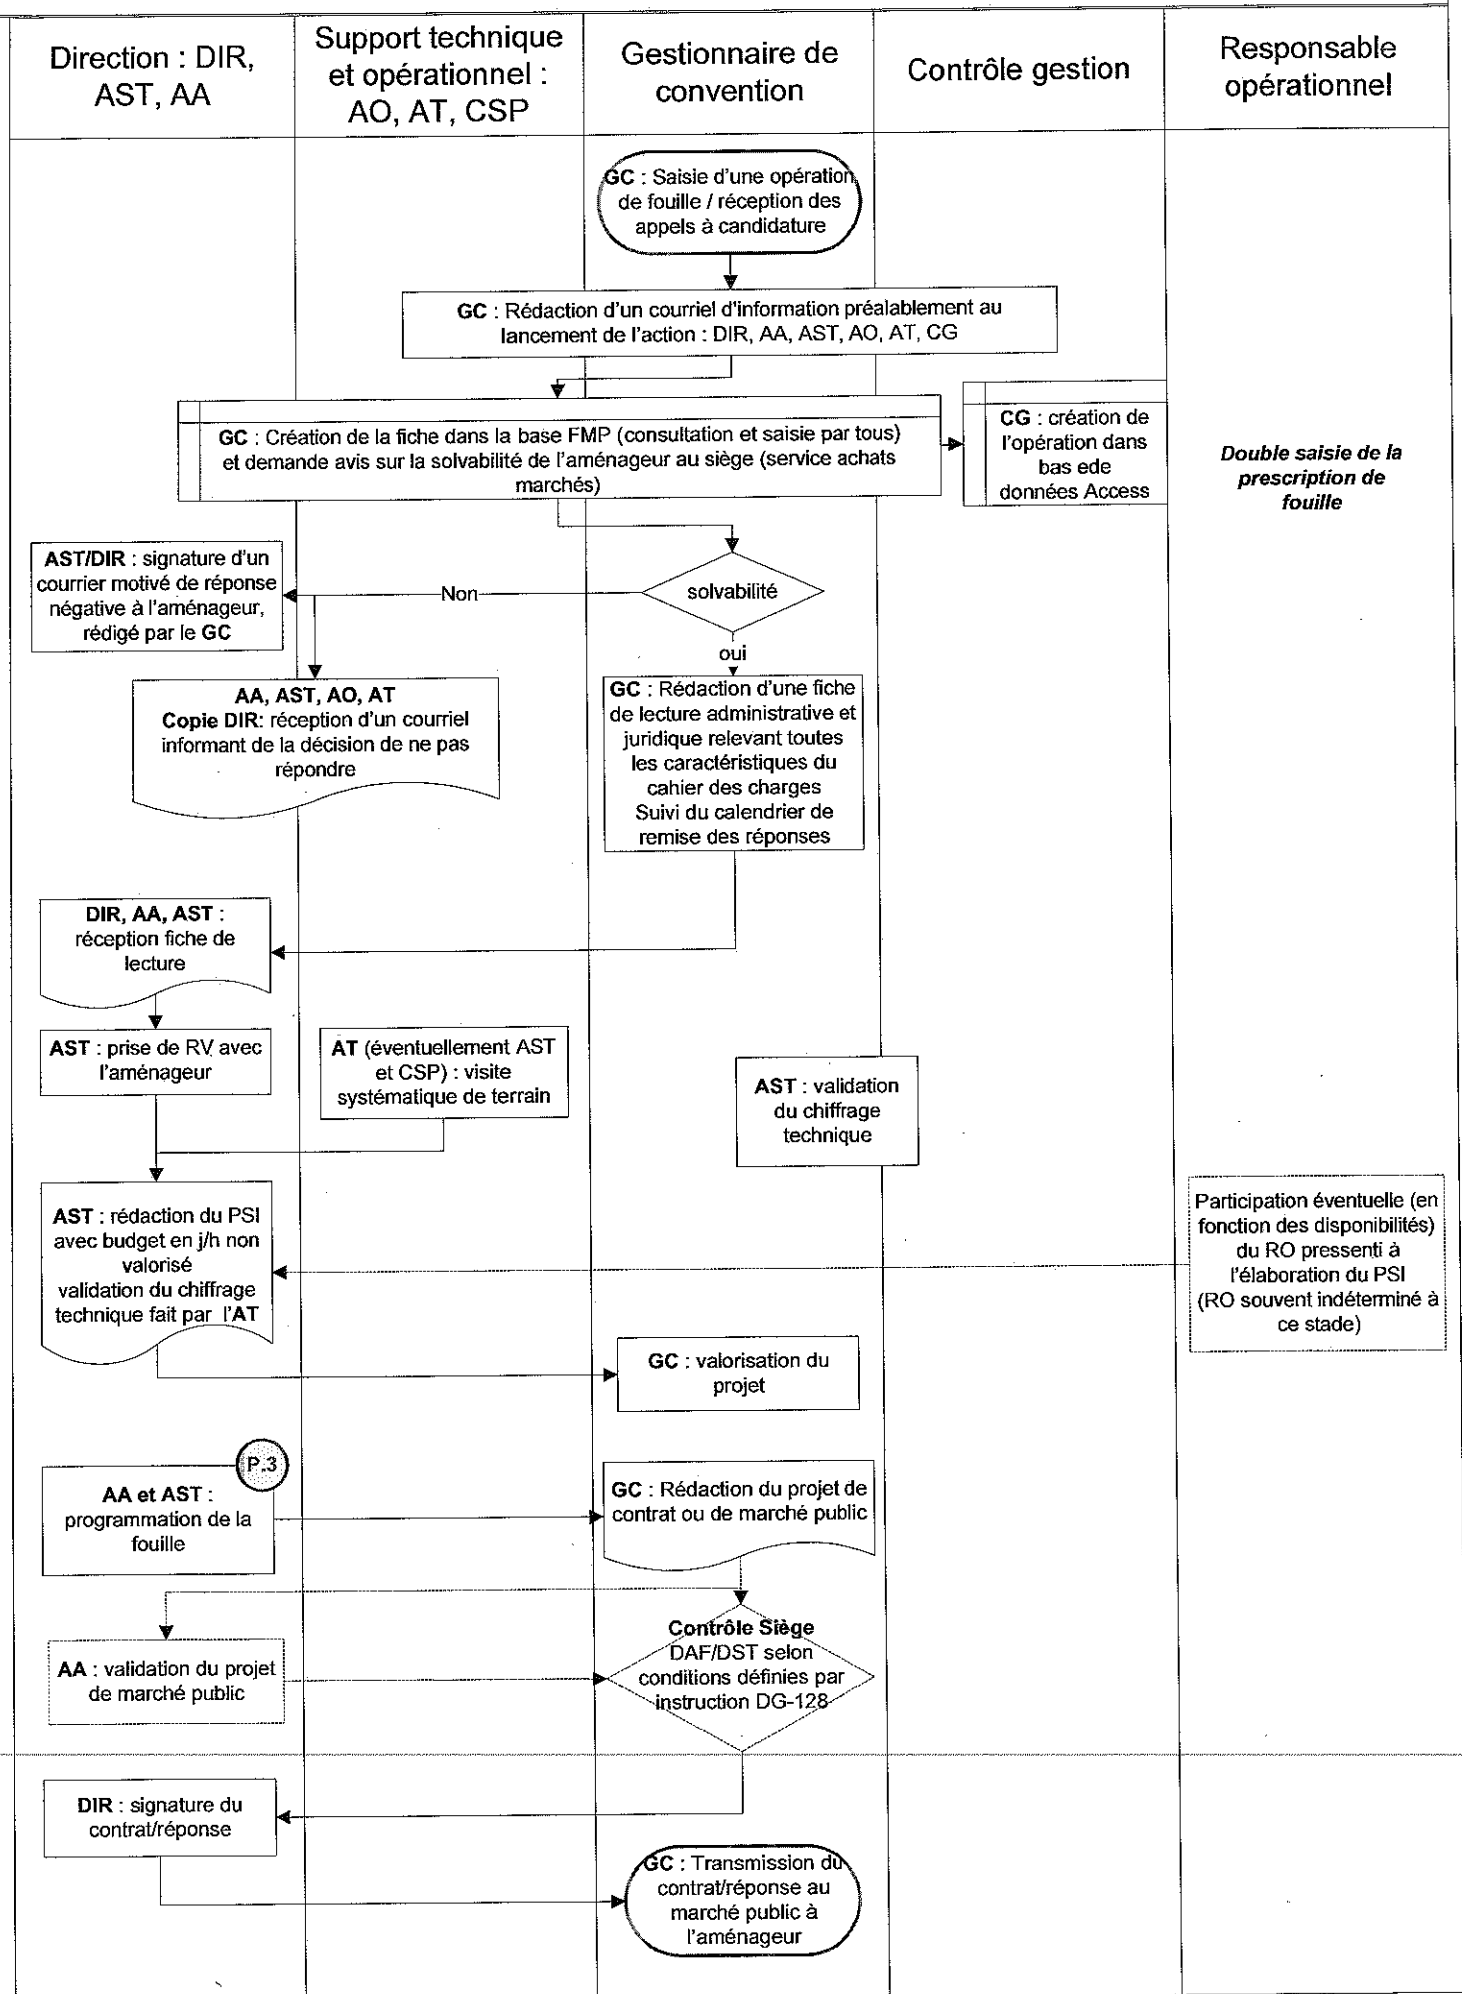 Direction : DIR,
AST, AA
Support technique
et opérationnel :
AO, AT, CSP
Gestionnaire de
convention
Contrôle gestion
Responsable
opérationnel
GC : Saisie d'une opération
de fouille / réception des
appels à candidature
GC : Rédaction d'un courriel d'information préalablement au
lancement de l'action : DIR, AA, AST, AO, AT, CG
GC : Création de la fiche dans la base FMP (consultation et saisie par tous)
et demande avis sur la solvabilité de l'aménageur au siège (service achats
marchés)
CG : création de
l'opération dans
bas ede
données Access
Double saisie de la
prescription de
fouille
AST/DIR : signature d'un
courrier motivé de réponse
négative à l'aménageur,
rédigé par le GC
Non
solvabilité
oui
AA, AST, AO, AT
Copie DIR: réception d'un courriel
informant de la décision de ne pas
répondre
GC : Rédaction d'une fiche
de lecture administrative et
juridique relevant toutes
les caractéristiques du
cahier des charges
Suivi du calendrier de
remise des réponses
DIR, AA, AST :
réception fiche de
lecture
AST : prise de RV avec
l'aménageur
AT (éventuellement AST
et CSP) : visite
systématique de terrain
AST : validation
du chiffrage
technique
AST : rédaction du PSI
avec budget en j/h non
valorisé
validation du chiffrage
technique fait par l'AT
Participation éventuelle (en
fonction des disponibilités)
du RO pressenti à
l'élaboration du PSI
(RO souvent indéterminé à
ce stade)
GC : valorisation du
projet
P.3
AA et AST :
programmation de la
fouille
GC : Rédaction du projet de
contrat ou de marché public
AA : validation du projet
de marché public
Contrôle Siège
DAF/DST selon
conditions définies par
instruction DG-128
DIR : signature du
contrat/réponse
GC : Transmission du
contrat/réponse au
marché public à
l'aménageur